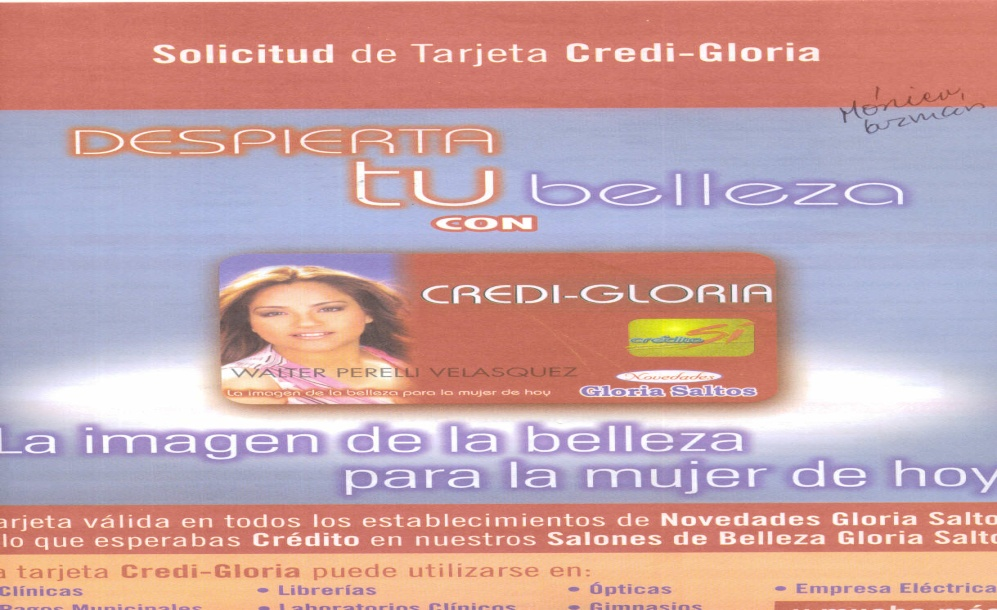 Solicitud de Tarjeta Credi-Gloria
Mónica
Guzmán
DESPIERTA
tu belleza
CON
CREDI-GLORIA
créditos Sí
WALTER PERELLI VELASQUEZ
Novedades
La imagen de la belleza para la mujer de hoy
Gloria Saltos
La imagen de la belleza
para la mujer de hoy
arjeta válida en todos los establecimientos de Novedades Gloria Salto
lo que esperabas Crédito en nuestros Salones de Belleza Gloria Salto
a tarjeta Credi-Gloria puede utilizarse en:
Clínicas • Librerías • Ópticas • Empresa Eléctrica
Pagos Municipales • Laboratorios Clínicos • Gimnasios